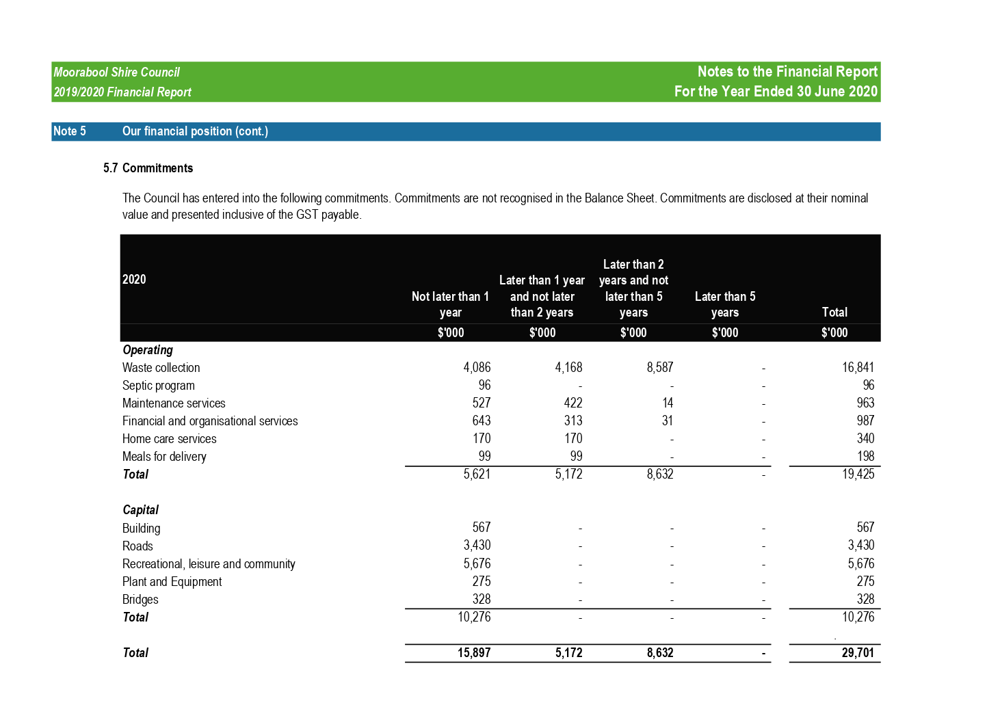 Moorabool Shire Council Notes to the Financial Report
2019/2020 Financial Report For the Year Ended 30 June 2020
Note 5 Our financial position (cont.)
5.7 Commitments
The Council has entered into the following commitments. Commitments are not recognised in the Balance Sheet. Commitments are disclosed at their nominal
value and presented inclusive of the GST payable.
2020
Not later than 1
year
Later than 1 year
and not later
than 2 years
Later than 2
years and not
later than 5
years
Later than 5
years
Total
$'000 $'000 $'000 $'000 $'000
Operating
Waste collection 4,086 4,168 8,587 - 16,841
Septic program 96 - - - 96
Maintenance services 527 422 14 - 963
Financial and organisational services 643 313 31 - 987
Home care services 170 170 - - 340
Meals for delivery 99 99 - - 198
Total 5,621 5,172 8,632 - 19,425
Capital
Building 567 - - - 567
Roads 3,430 - - - 3,430
Recreational, leisure and community 5,676 - - - 5,676
Plant and Equipment 275 - - - 275
Bridges 328 - - - 328
Total 10,276 - - - 10,276
.
Total 15,897 5,172 8,632 - 29,701